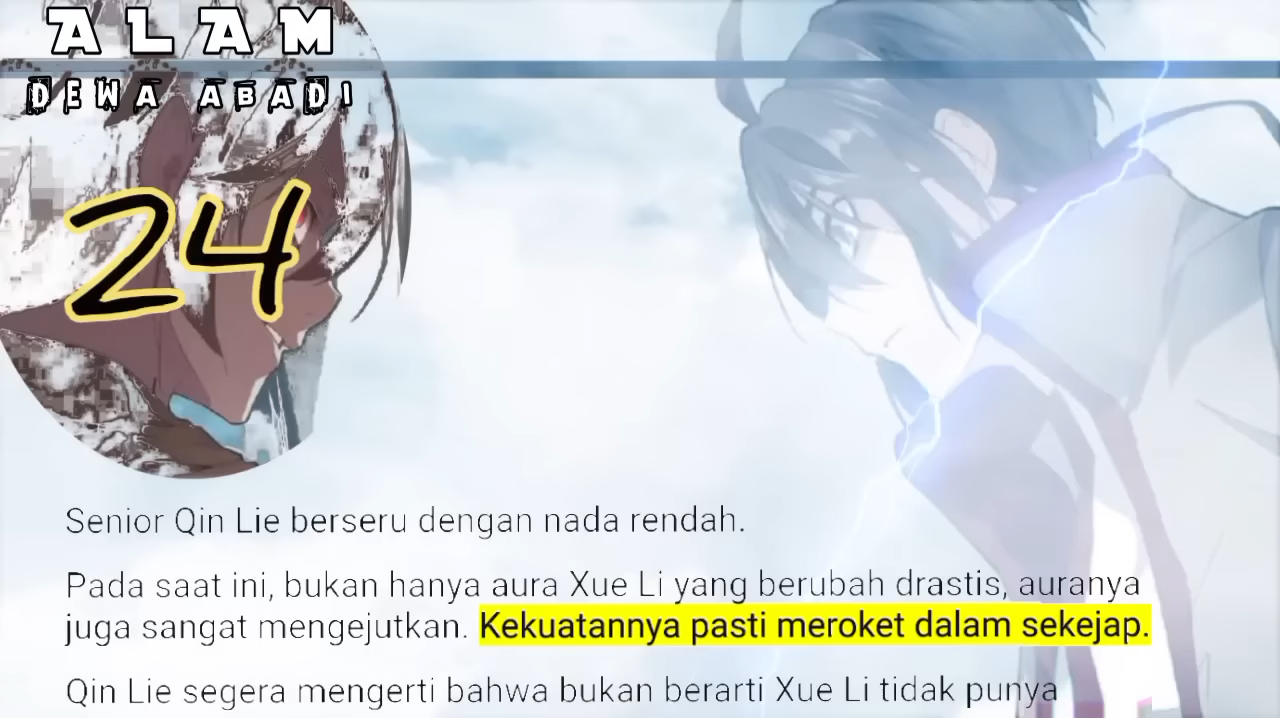 ALAM
DEWA ABADI
24
Senior Qin Lie berseru dengan nada rendah.
Pada saat ini, bukan hanya aura Xue Li yang berubah drastis, auranya
juga sangat mengejutkan. Kekuatannya pasti meroket dalam sekejap.
Qin Lie segera mengerti bahwa bukan berarti Xue Li tidak punya